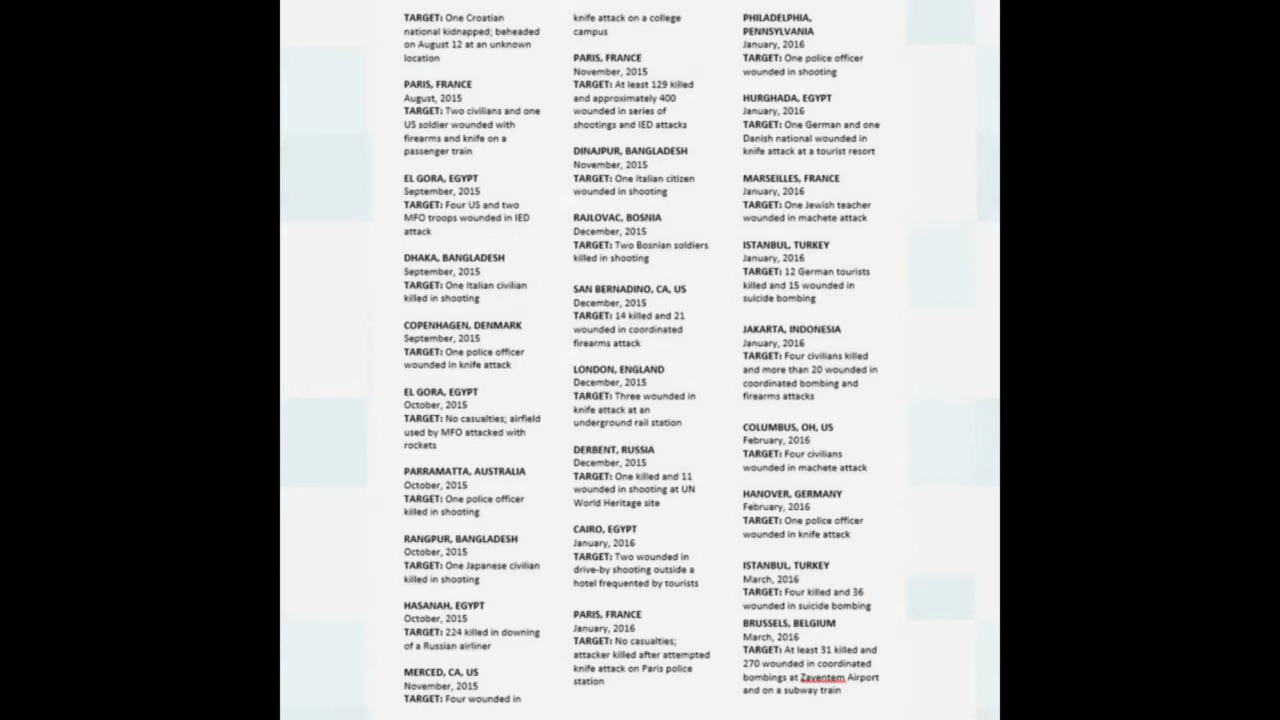 TARGET: One Croatian
national kidnapped; beheaded
on August 12 at an unknown
location
PARIS, FRANCE
August, 2015
TARGET: Two civilians and one
US soldier wounded with
firearms and knife on a
passenger train
EL GORA, EGYPT
September, 2015
TARGET: Four US and two
MFO troops wounded in IED
attack
DHAKA, BANGLADESH
September, 2015
TARGET: One Italian civilian
killed in shooting
COPENHAGEN, DENMARK
September, 2015
TARGET: One police officer
wounded in knife attack
EL GORA, EGYPT
October, 2015
TARGET: No casualties; airfield
used by MFO attacked with
rockets
PARRAMATTA, AUSTRALIA
October, 2015
TARGET: One police officer
killed in shooting
RANGPUR, BANGLADESH
October, 2015
TARGET: One Japanese civilian
killed in shooting
HASANAH, EGYPT
October, 2015
TARGET: 224 killed in downing
of a Russian airliner
MERCED, CA, US
November, 2015
TARGET: Four wounded in
knife attack on a college
campus
PARIS, FRANCE
November, 2015
TARGET: At least 129 killed
and approximately 400
wounded in series of
shootings and IED attacks
DINAJPUR, BANGLADESH
November, 2015
TARGET: One Italian citizen
wounded in shooting
RAJLOVAC, BOSNIA
December, 2015
TARGET: Two Bosnian soldiers
killed in shooting
SAN BERNADINO, CA, US
December, 2015
TARGET: 14 killed and 21
wounded in coordinated
firearms attack
LONDON, ENGLAND
December, 2015
TARGET: Three wounded in
knife attack at an
underground rail station
DERBENT, RUSSIA
December, 2015
TARGET: One killed and 11
wounded in shooting at UN
World Heritage site
CAIRO, EGYPT
January, 2016
TARGET: Two wounded in
drive-by shooting outside a
hotel frequented by tourists
PARIS, FRANCE
January, 2016
TARGET: No casualties;
attacker killed after attempted
knife attack on Paris police
station
PHILADELPHIA,
PENNSYLVANIA
January, 2016
TARGET: One police officer
wounded in shooting
HURGHADA, EGYPT
January, 2016
TARGET: One German and one
Danish national wounded in
knife attack at a tourist resort
MARSEILLES, FRANCE
January, 2016
TARGET: One Jewish teacher
wounded in machete attack
ISTANBUL, TURKEY
January, 2016
TARGET: 12 German tourists
killed and 15 wounded in
suicide bombing
JAKARTA, INDONESIA
January, 2016
TARGET: Four civilians killed
and more than 20 wounded in
coordinated bombing and
firearms attacks
COLUMBUS, OH, US
February, 2016
TARGET: Four civilians
wounded in machete attack
HANOVER, GERMANY
February, 2016
TARGET: One police officer
wounded in knife attack
ISTANBUL, TURKEY
March, 2016
TARGET: Four killed and 36
wounded in suicide bombing
BRUSSELS, BELGIUM
March, 2016
TARGET: At least 31 killed and
270 wounded in coordinated
bombings at Zaventem Airport
and on a subway train